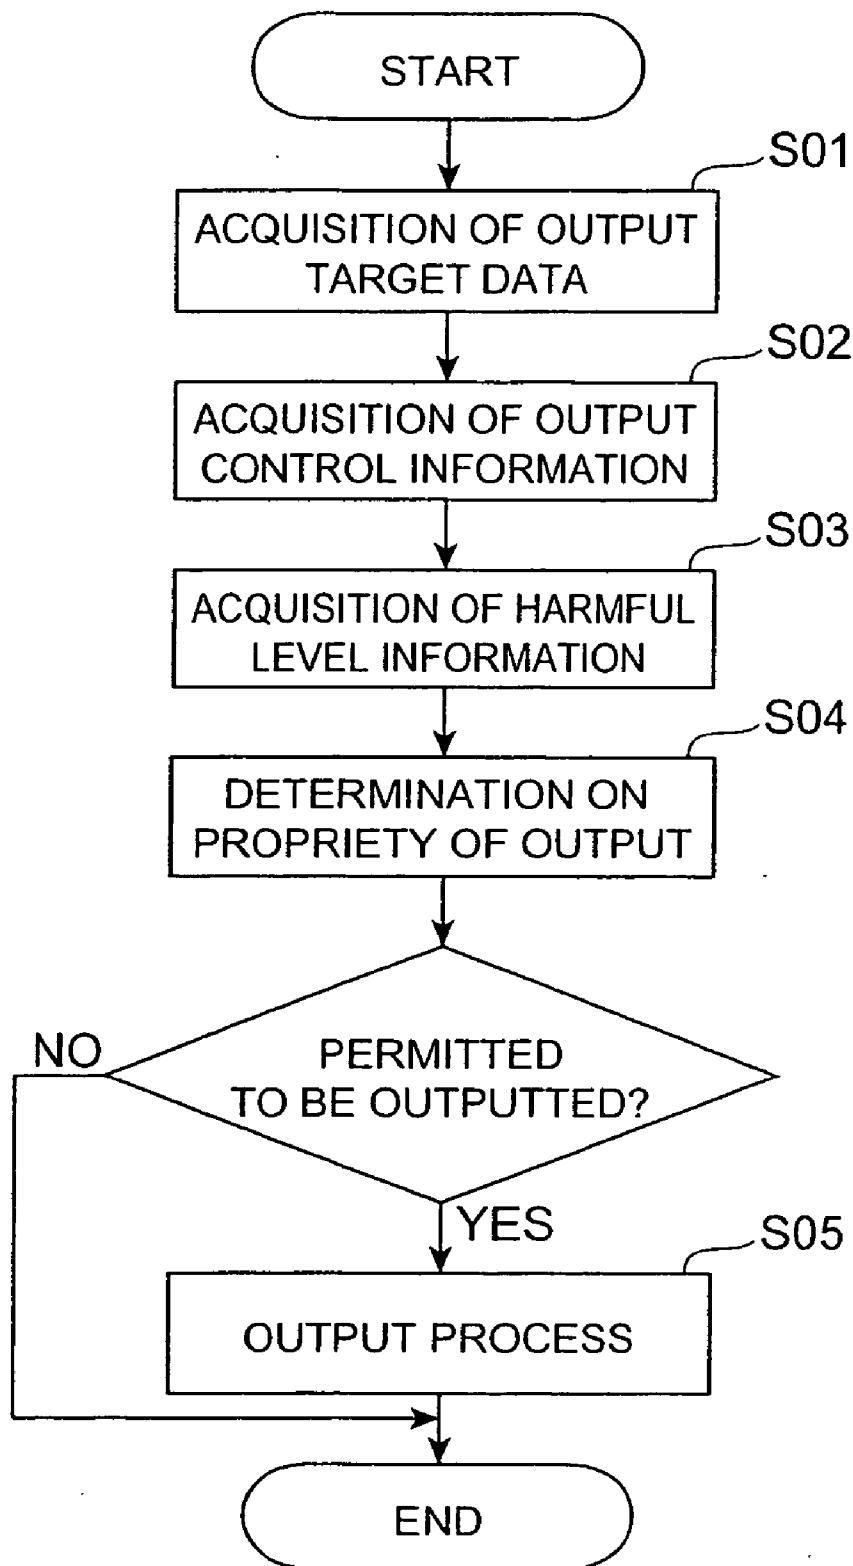 START
S01
ACQUISITION OF OUTPUT
TARGET DATA
S02
ACQUISITION OF OUTPUT
CONTROL INFORMATION
S03
ACQUISITION OF HARMFUL
LEVEL INFORMATION
S04
DETERMINATION ON
PROPRIETY OF OUTPUT
NO
PERMITTED
TO BE OUTPUTTED?
YES
S05
OUTPUT PROCESS
END